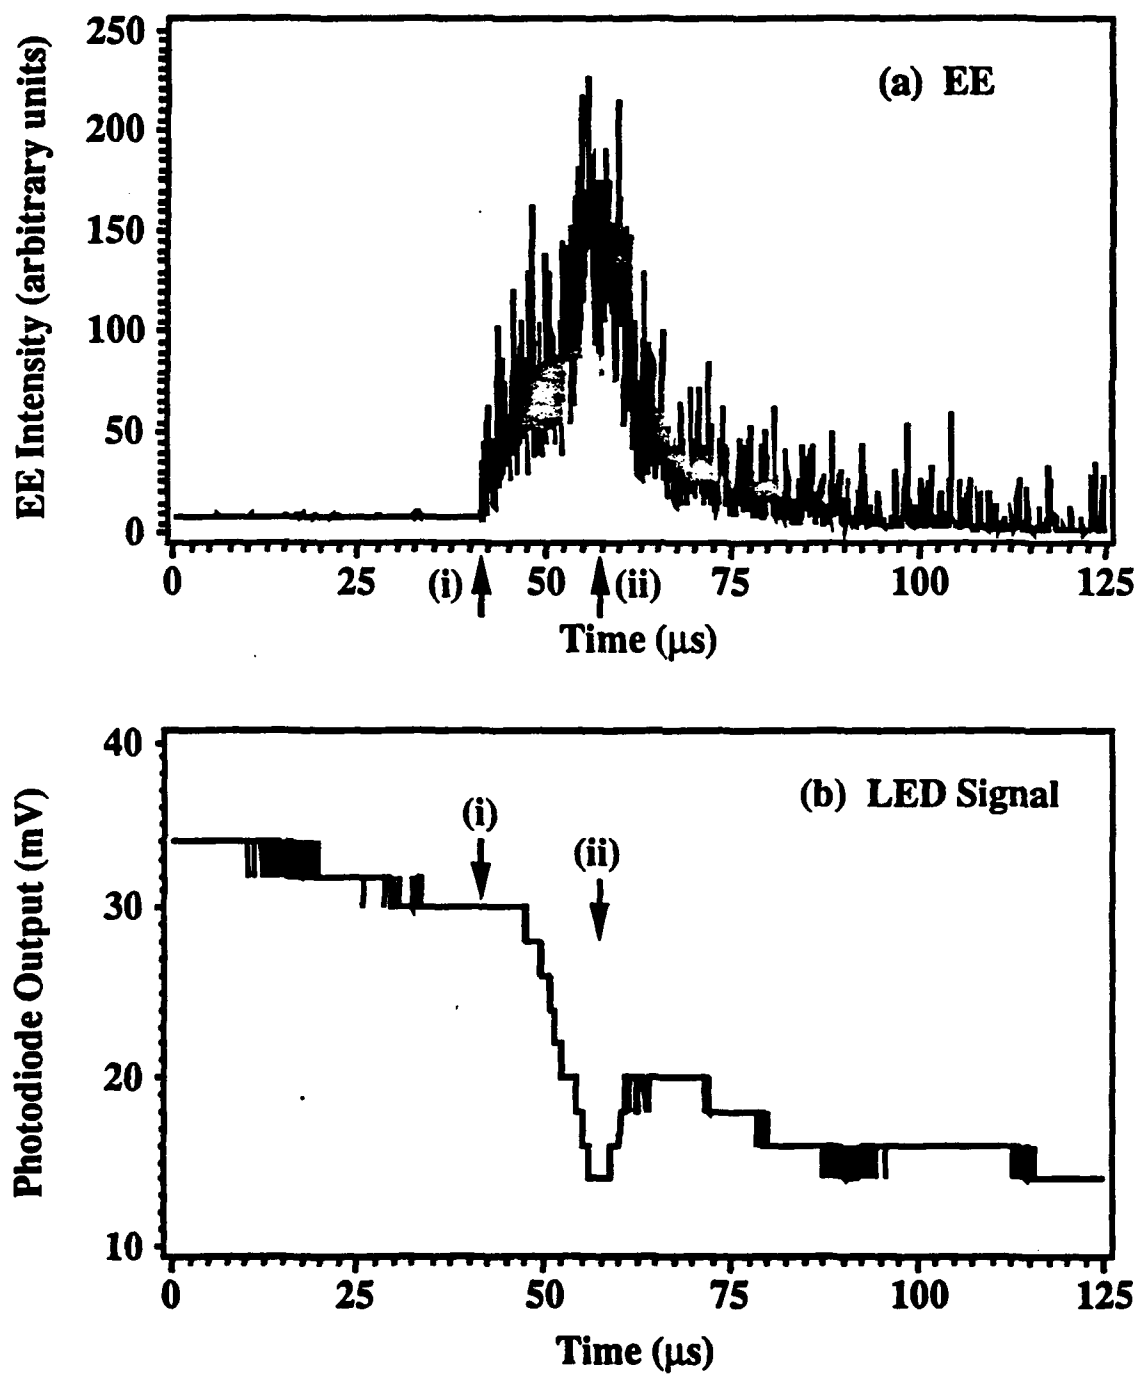 250
200
150
100
50
0
EE Intensity (arbitrary units)
(a) EE
0 25 (i) 50 (ii) 75 100 125
Time (μs)
40
30
20
10
Photodiode Output (mV)
(b) LED Signal
(i)
(ii)
0 25 50 75 100 125
Time (μs)